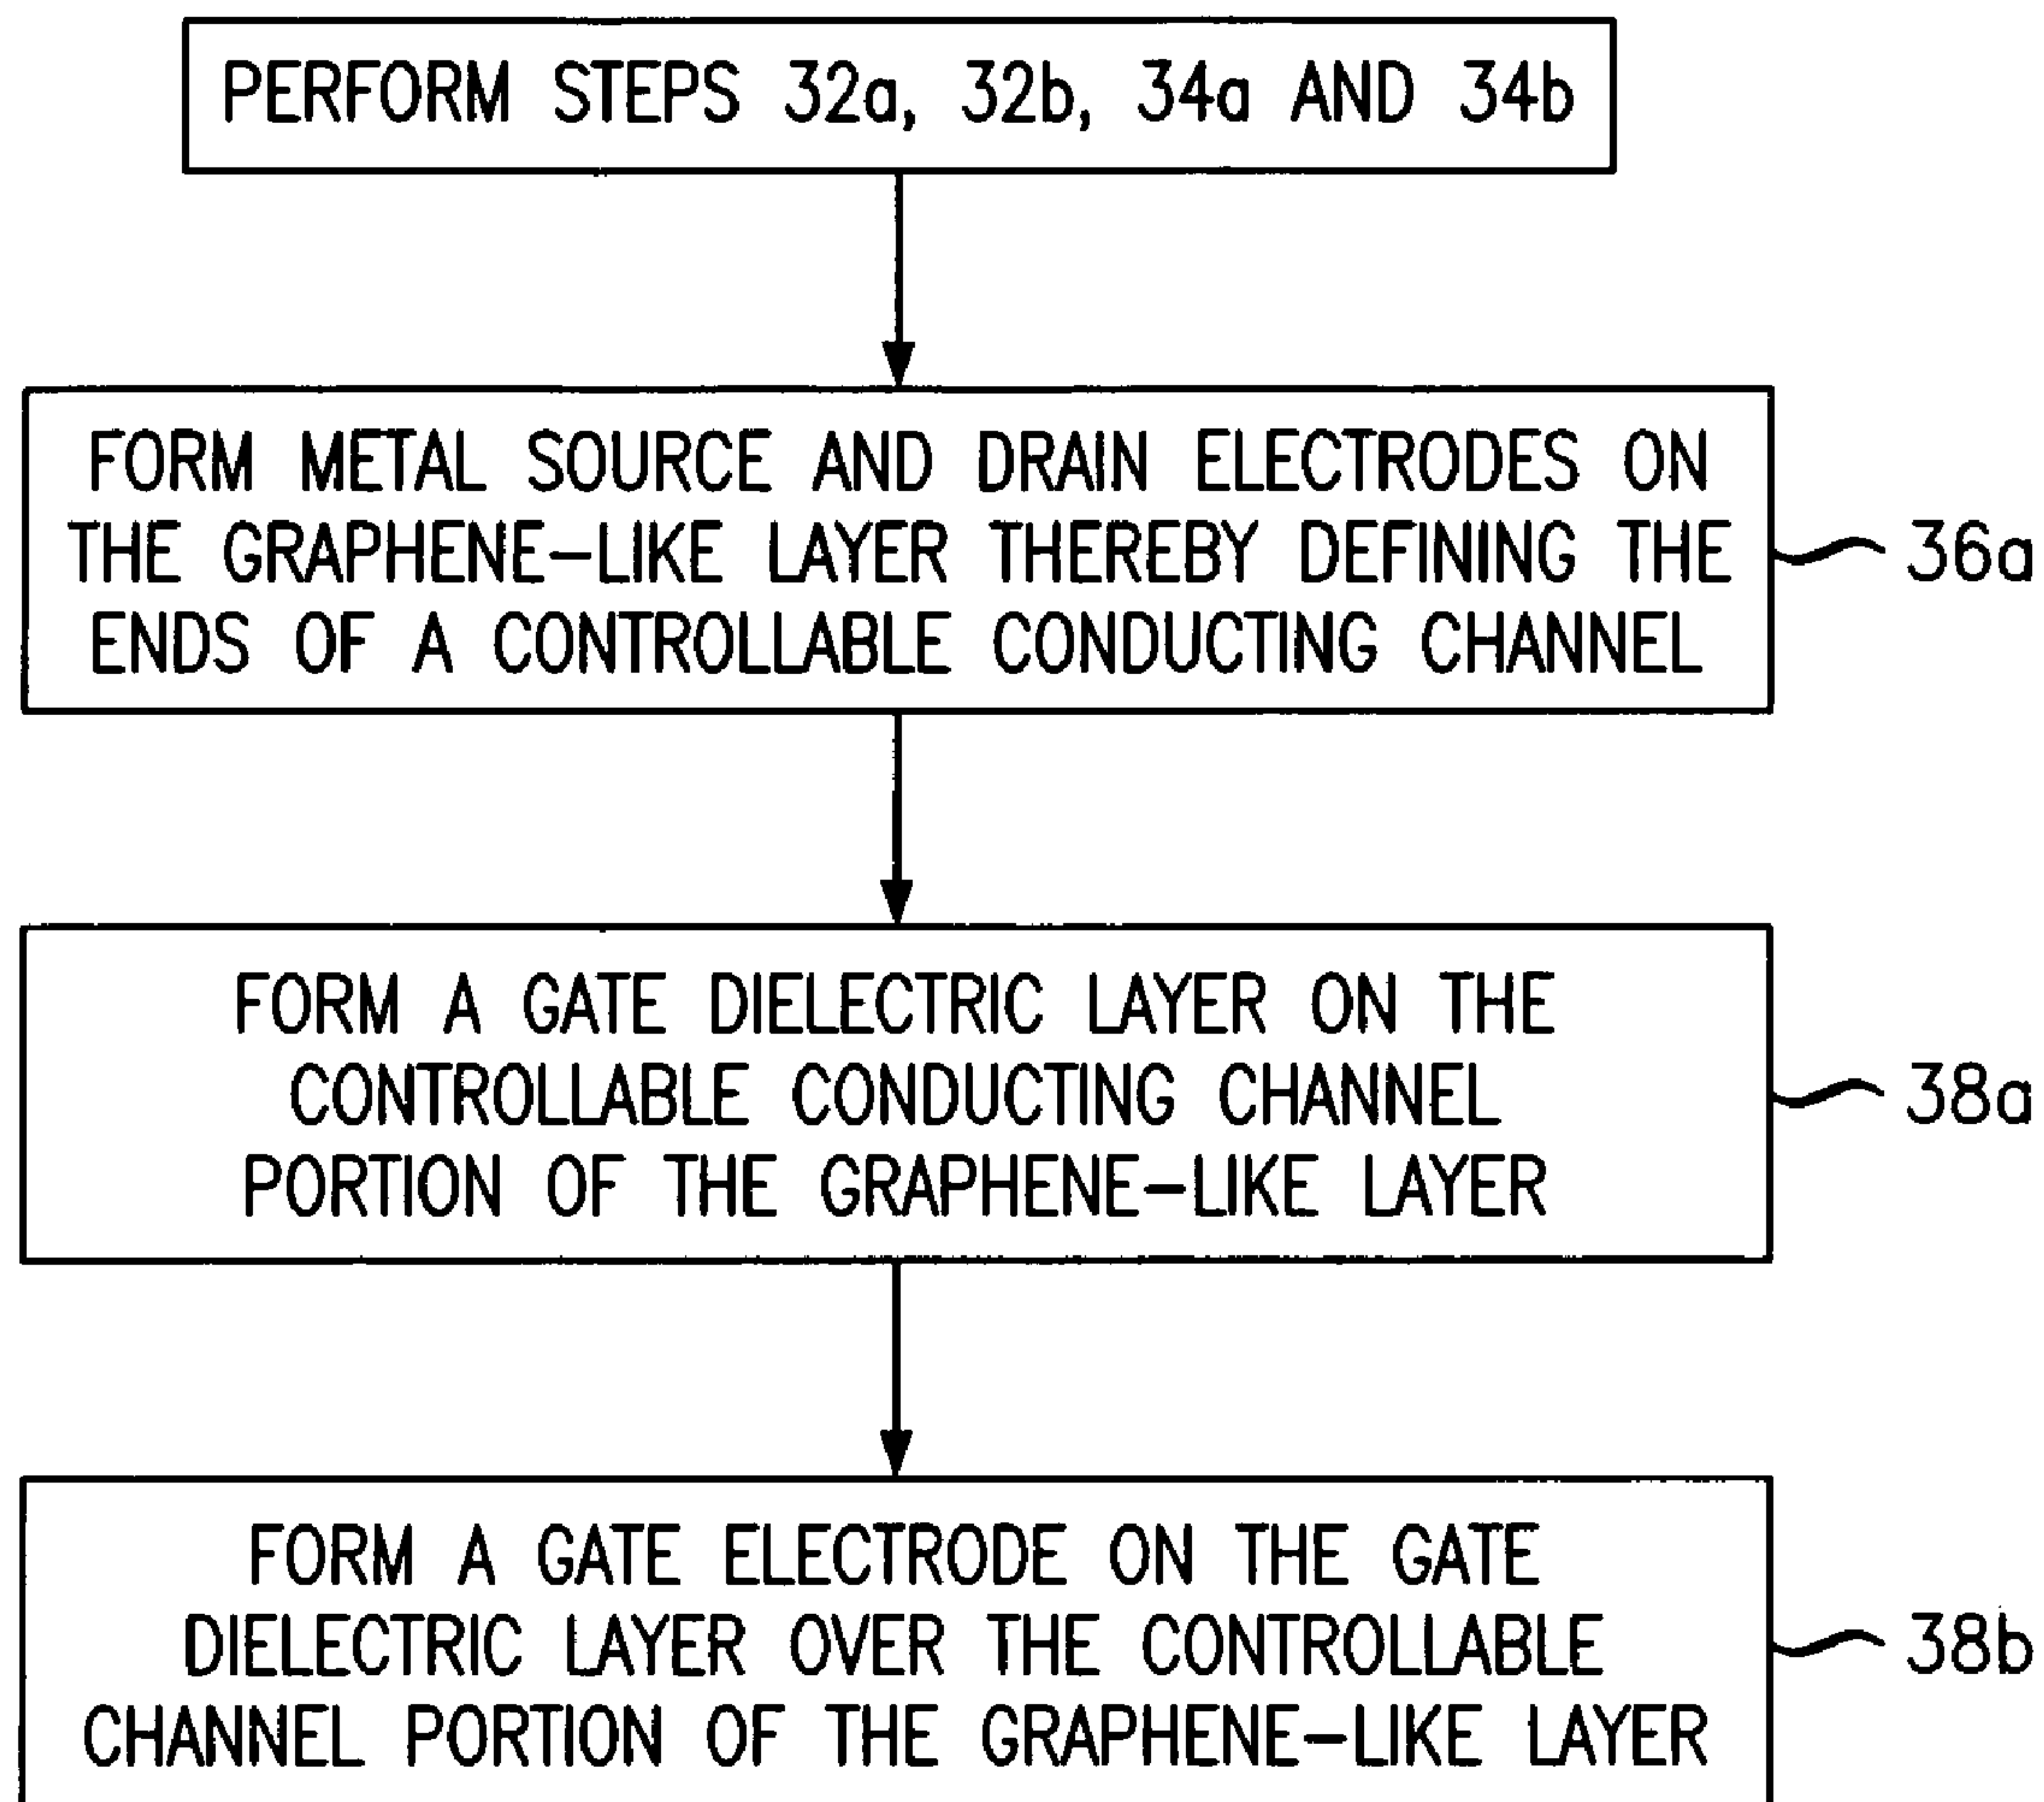 PERFORM STEPS 32a, 32b, 34a AND 34b
FORM METAL SOURCE AND DRAIN ELECTRODES ON
THE GRAPHENE-LIKE LAYER THEREBY DEFINING THE
ENDS OF A CONTROLLABLE CONDUCTING CHANNEL
36a
FORM A GATE DIELECTRIC LAYER ON THE
CONTROLLABLE CONDUCTING CHANNEL
PORTION OF THE GRAPHENE-LIKE LAYER
38a
FORM A GATE ELECTRODE ON THE GATE
DIELECTRIC LAYER OVER THE CONTROLLABLE
CHANNEL PORTION OF THE GRAPHENE-LIKE LAYER
38b